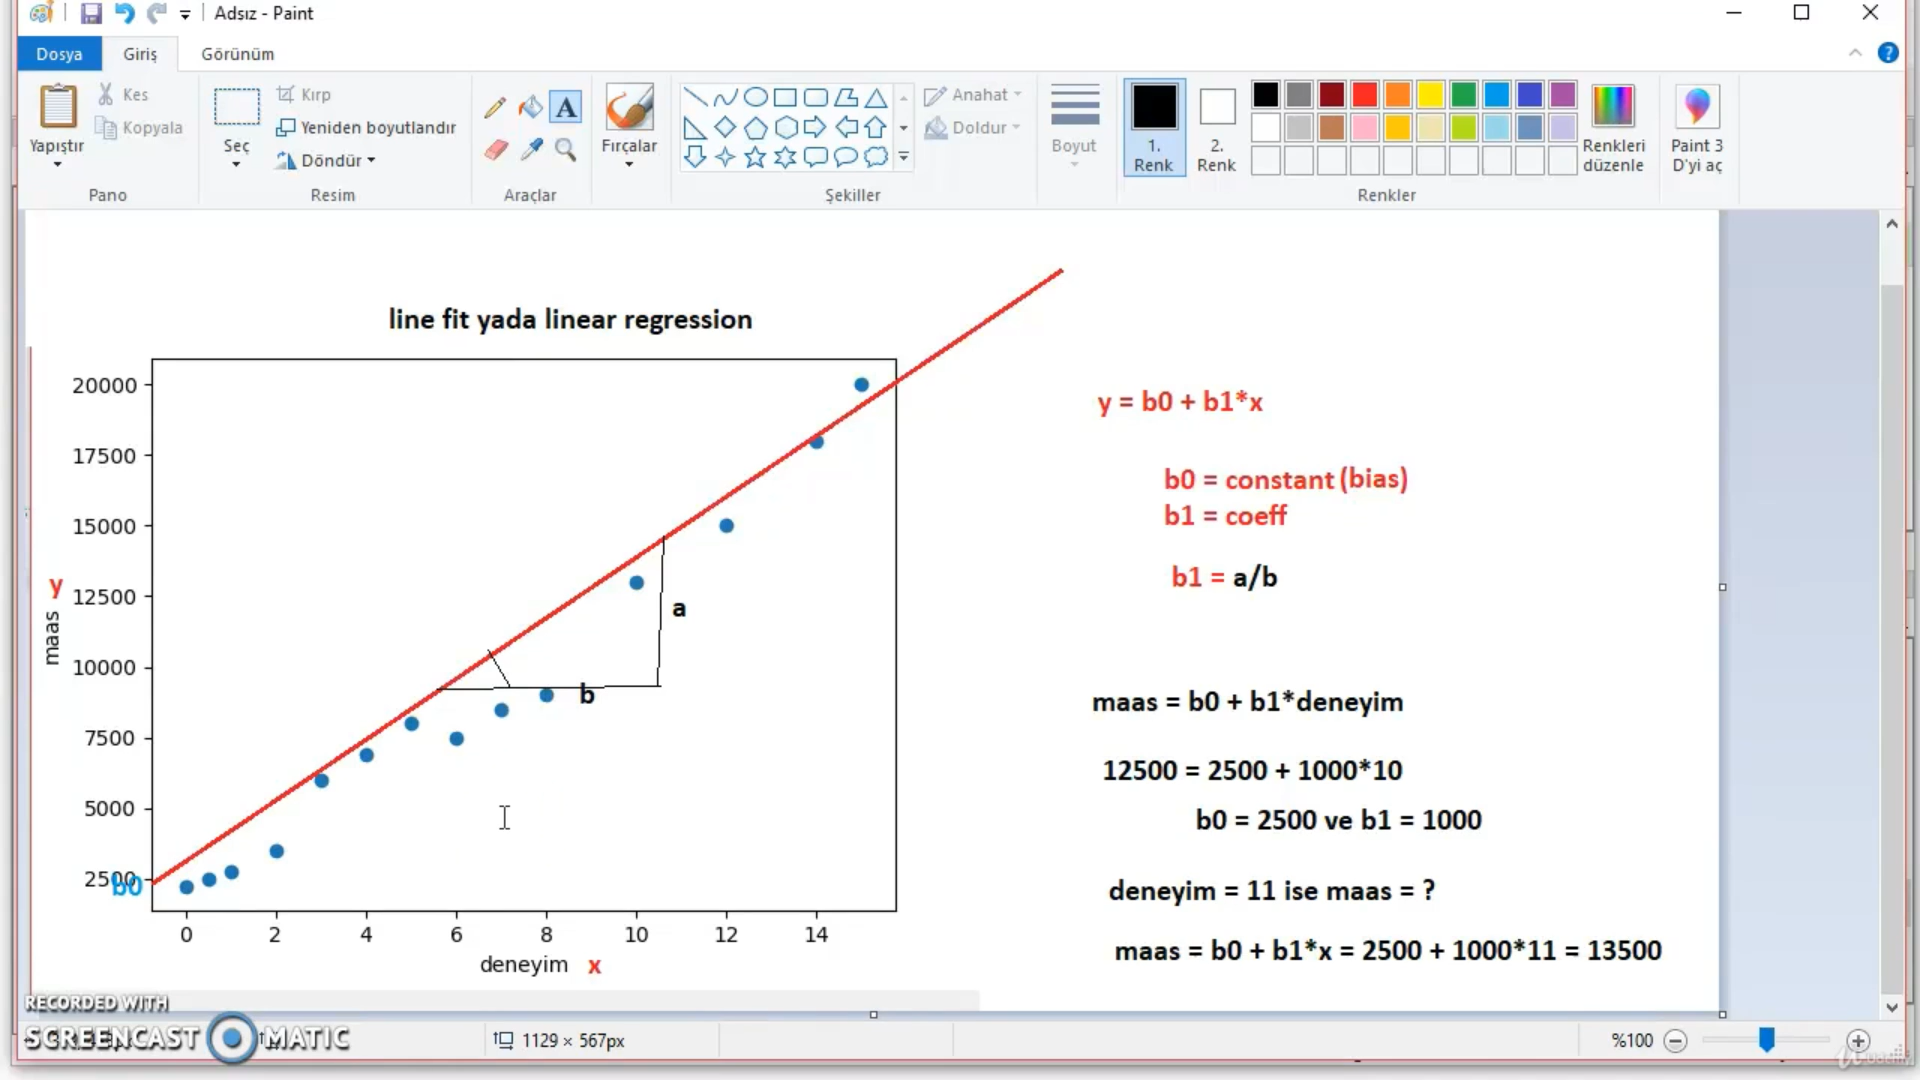 Adsız - Paint
Dosya Giriş Görünüm
Yapıştır
Kes
Kopyala
Pano
Seç
Kırp
Yeniden boyutlandır
Döndür
Resim
A
Araçlar
Fırçalar
Şekiller
Anahat
Doldur
Boyut
1. Renk
2. Renk
Renkleri düzenle
Renkler
Paint 3 D'yi aç
line fit yada linear regression
20000
17500
15000
12500
10000
7500
5000
2500
b0
y
maas
a
b
0 2 4 6 8 10 12 14
deneyim x
y = b0 + b1*x
b0 = constant (bias)
b1 = coeff
b1 = a/b
maas = b0 + b1*deneyim
12500 = 2500 + 1000*10
b0 = 2500 ve b1 = 1000
deneyim = 11 ise maas = ?
maas = b0 + b1*x = 2500 + 1000*11 = 13500
RECORDED WITH
SCREENCAST MATIC
1129 × 567px
%100